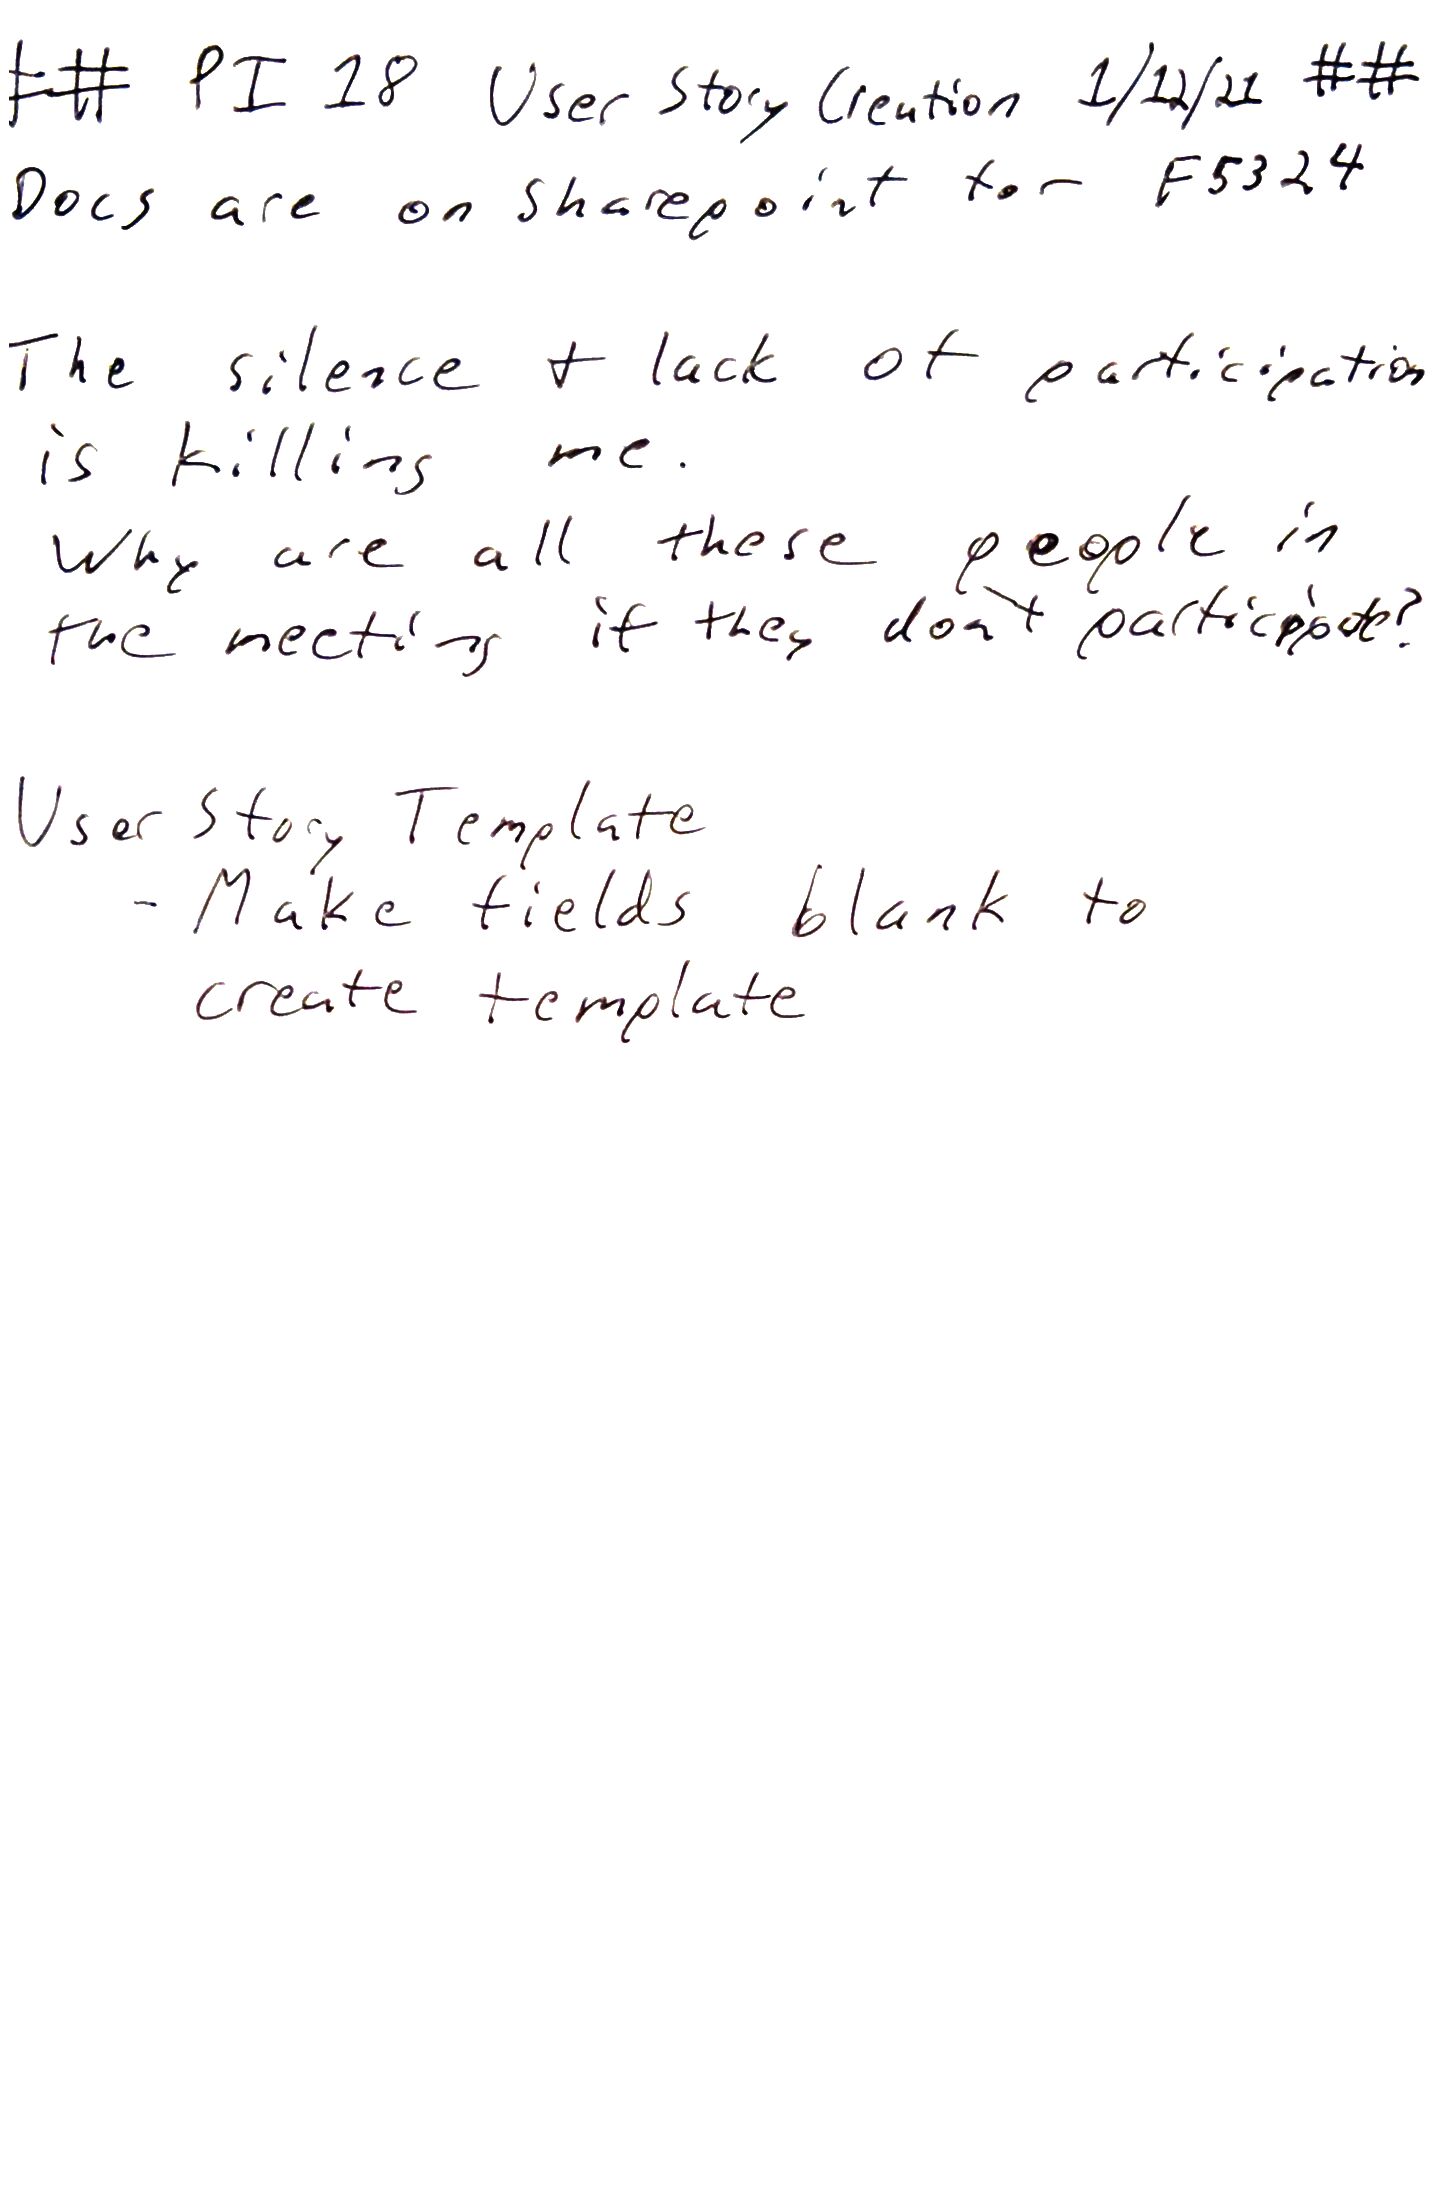 ## PI 18 User Story Creation 1/12/21 ##
Docs are on Sharepoint for F5324
The silence + lack of participation
is killing me.
Why are all these people in
the meeting if they don't participate?
User Story Template
- Make fields blank to
create template